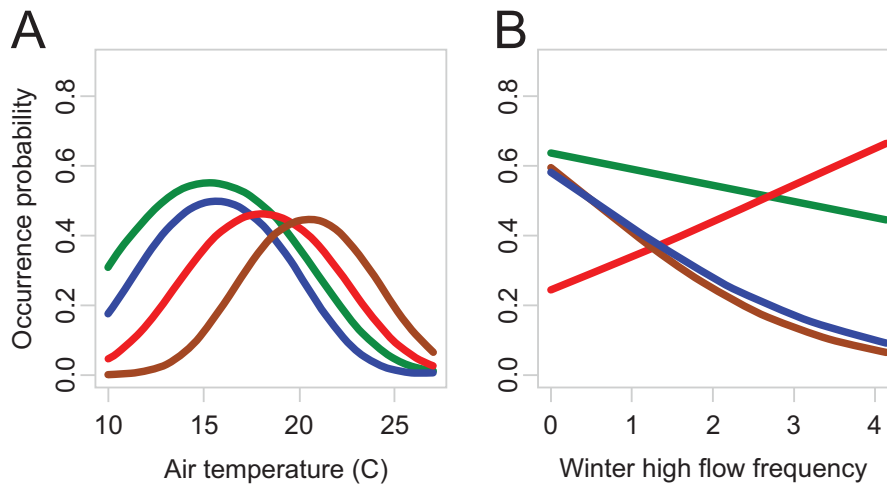 A
B
Occurrence probability
0.0 0.2 0.4 0.6 0.8
10 15 20 25
Air temperature (C)
0.0 0.2 0.4 0.6 0.8
0 1 2 3 4
Winter high flow frequency